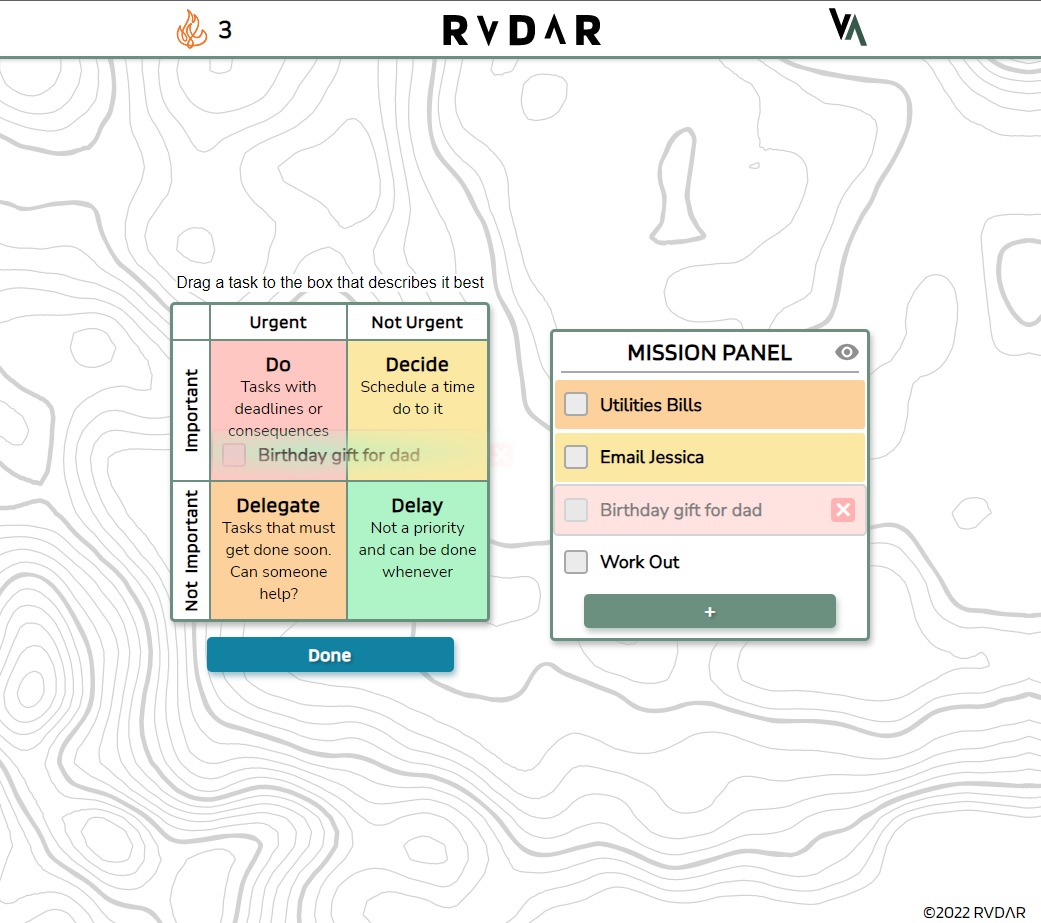 3
RVDAR
VA
Drag a task to the box that describes it best
Urgent
Not Urgent
Important
Do
Tasks with
deadlines or
consequences
Decide
Schedule a time
do to it
Birthday gift for dad
Not Important
Delegate
Tasks that must
get done soon.
Can someone
help?
Delay
Not a priority
and can be done
whenever
Done
MISSION PANEL
Utilities Bills
Email Jessica
Birthday gift for dad
Work Out
+
©2022 RVDAR